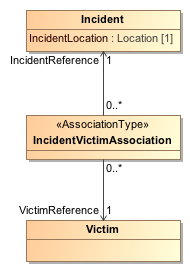 Incident
IncidentLocation : Location [1]
IncidentReference
1
0..*
«AssociationType»
IncidentVictimAssociation
0..*
VictimReference
1
Victim